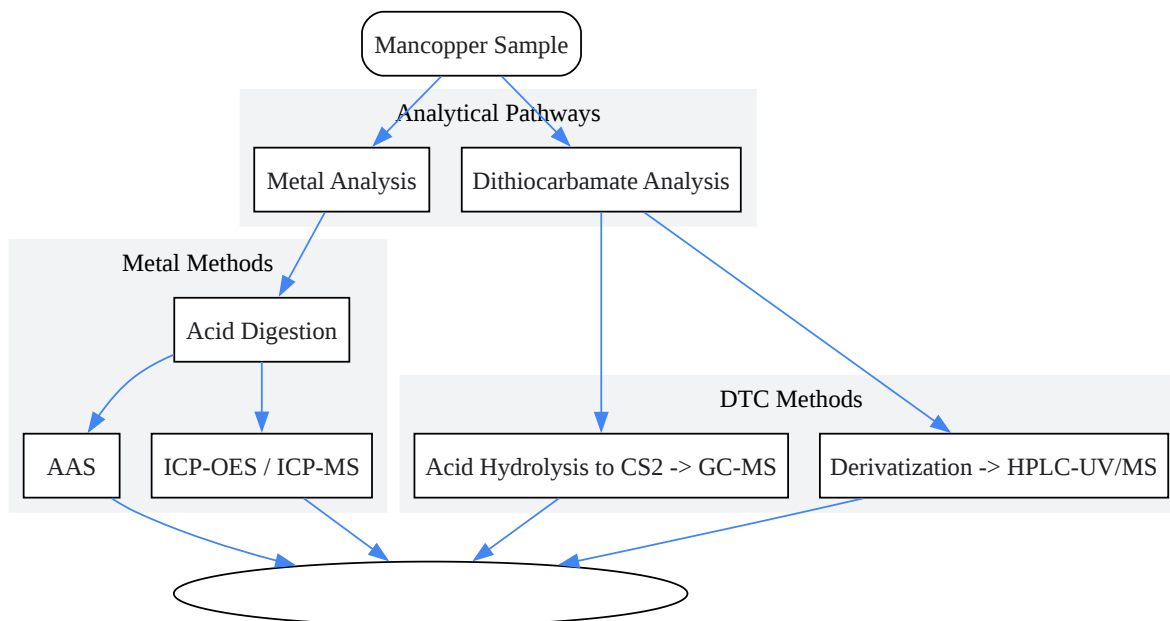 Mancopper Sample
Analytical Pathways
Metal Analysis
Dithiocarbamate Analysis
Metal Methods
Acid Digestion
DTC Methods
AAS
ICP-OES / ICP-MS
Acid Hydrolysis to CS2 -> GC-MS
Derivatization -> HPLC-UV/MS